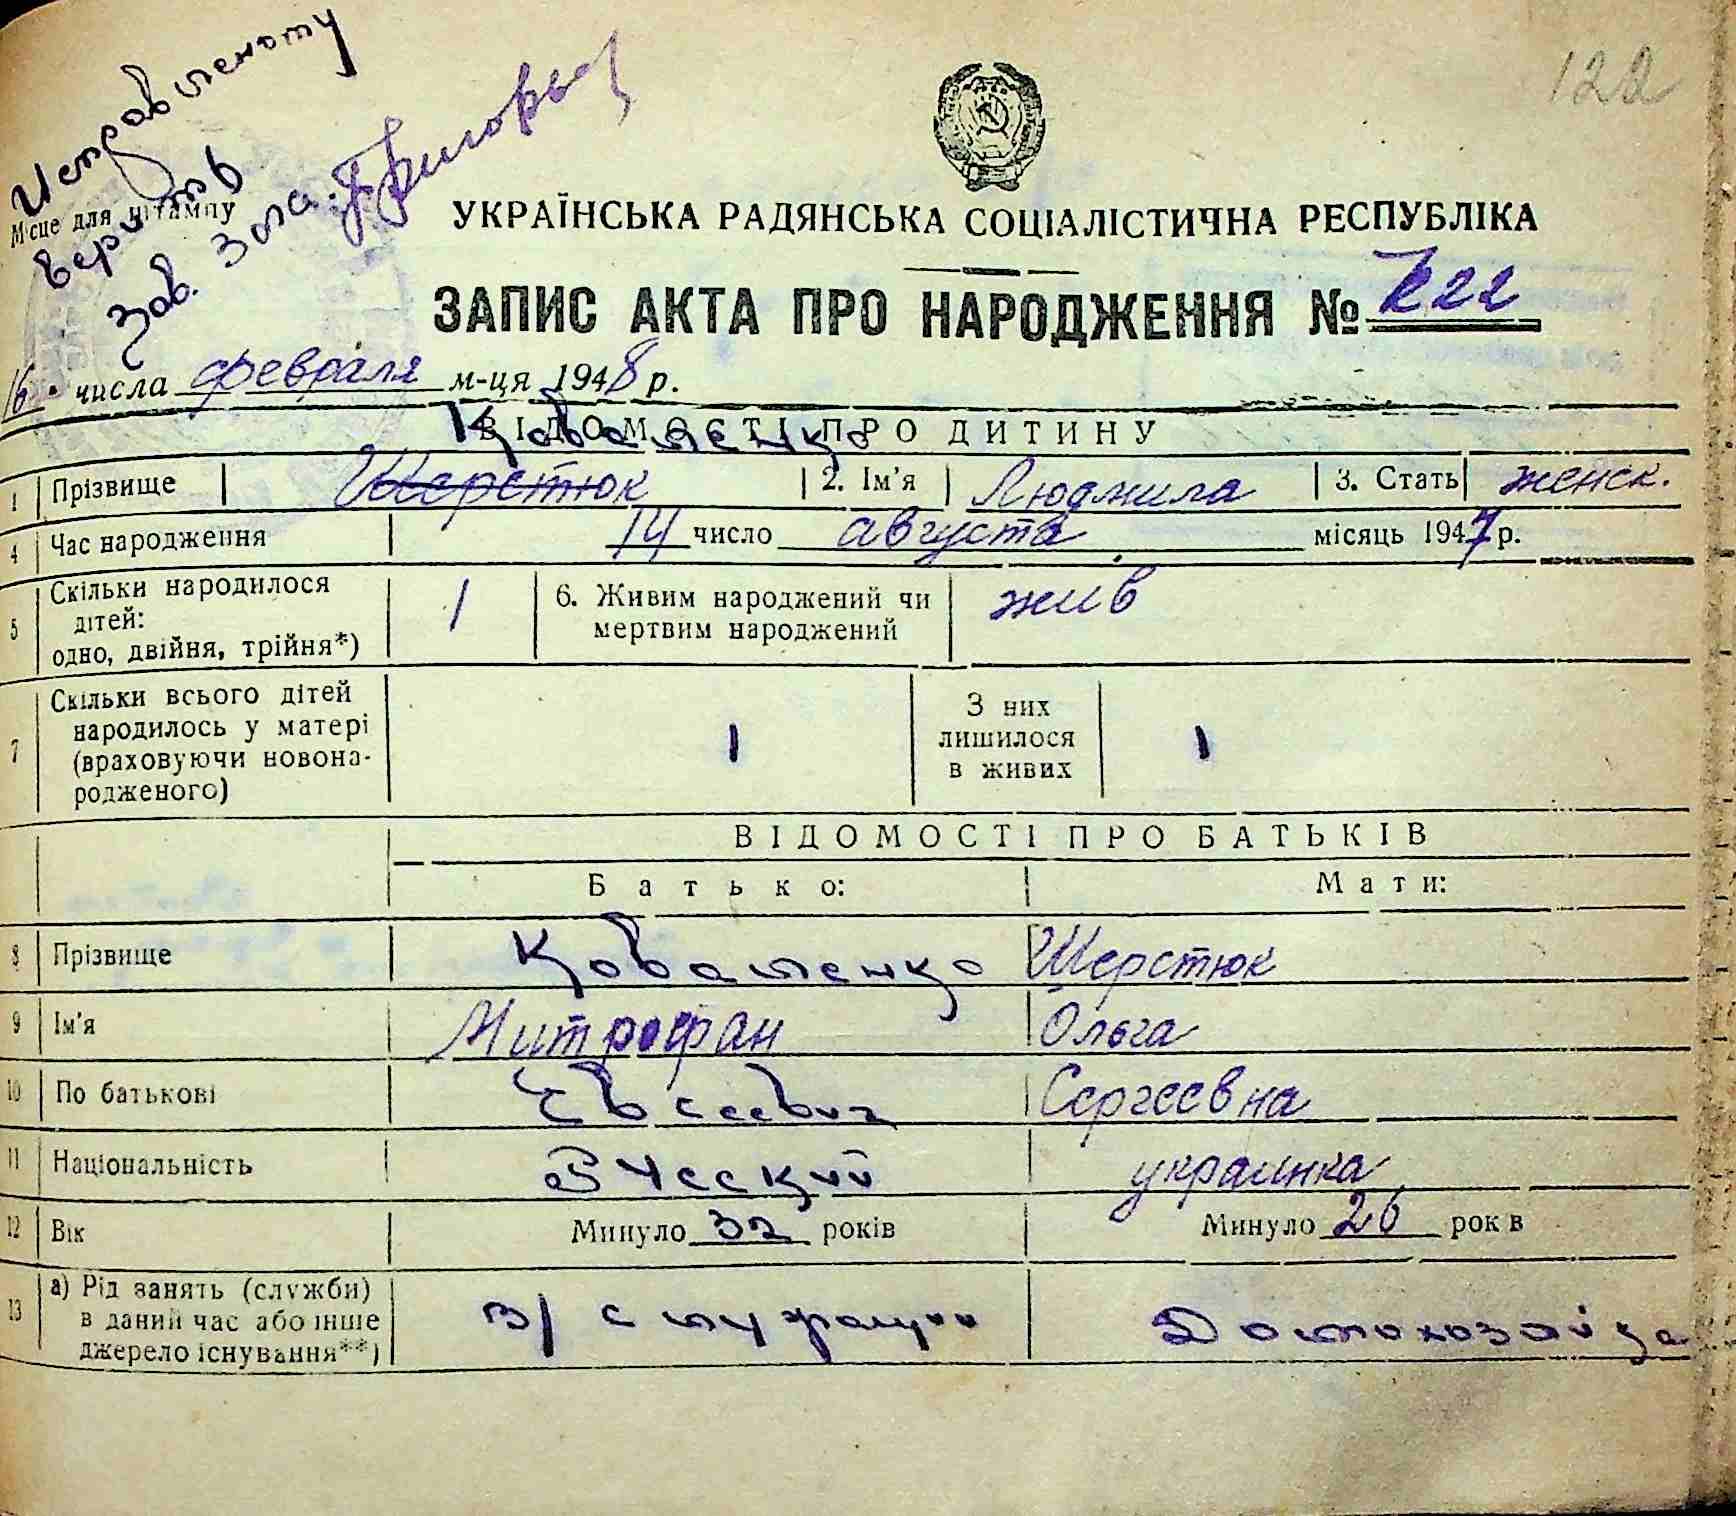 Исправленому
верить
Зав. Зага. Григорьев
122
Місце для штампу
УКРАЇНСЬКА РАДЯНСЬКА СОЦІАЛІСТИЧНА РЕСПУБЛІКА
ЗАПИС АКТА ПРО НАРОДЖЕННЯ № 122
16 • числа февраля м-ця 1948 р.
Коваленко
ВІДОМОСТІ ПРО ДИТИНУ
1 Прізвище Шерстюк 2. Ім'я Людмила 3. Стать женск.
4 Час народження 14 число августа місяць 1947 р.
5 Скільки народилося дітей: одно, двійня, трійня*) 1 6. Живим народжений чи мертвим народжений жив
7 Скільки всього дітей народилось у матері (враховуючи новонародженого) 1 З них лишилося в живих 1
ВІДОМОСТІ ПРО БАТЬКІВ
Батько: Мати:
8 Прізвище Коваленко Шерстюк
9 Ім'я Митрофан Ольга
10 По батькові Евсеевич Сергеевна
11 Національність Русский украинка
12 Вік Минуло 32 років Минуло 26 рок в
13 а) Рід занять (служби) в даний час або інше джерело існування**) Домохозяйка